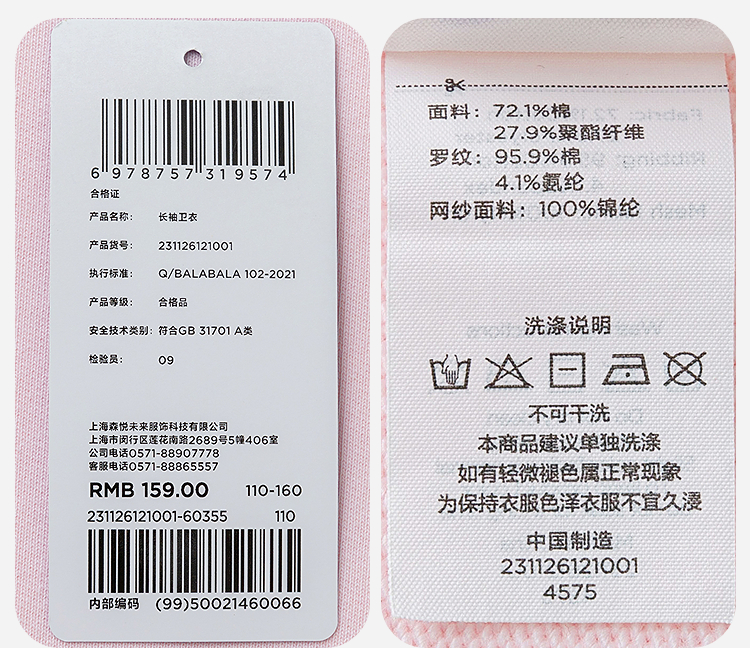 6 978757 319574
合格证
产品名称： 长袖卫衣
产品货号： 231126121001
执行标准： Q/BALABALA 102-2021
产品等级： 合格品
安全技术类别：符合GB 31701 A类
检验员： 09
上海森悦未来服饰科技有限公司
上海市闵行区莲花南路2689号5幢406室
公司电话0571-88907778
客服电话0571-88865557
RMB 159.00 110-160
231126121001-60355 110
内部编码 (99)50021460066
面料：72.1%棉
27.9%聚酯纤维
罗纹：95.9%棉
4.1%氨纶
网纱面料：100%锦纶
洗涤说明
不可干洗
本商品建议单独洗涤
如有轻微褪色属正常现象
为保持衣服色泽衣服不宜久浸
中国制造
231126121001
4575